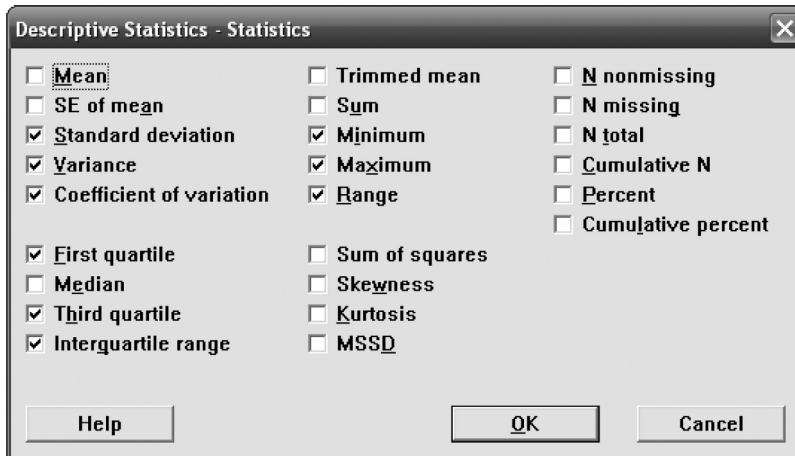 Descriptive Statistics - Statistics
Mean
SE of mean
Standard deviation
Variance
Coefficient of variation
First quartile
Median
Third quartile
Interquartile range
Trimmed mean
Sum
Minimum
Maximum
Range
Sum of squares
Skewness
Kurtosis
MSSD
N nonmissing
N missing
N total
Cumulative N
Percent
Cumulative percent
Help
OK
Cancel